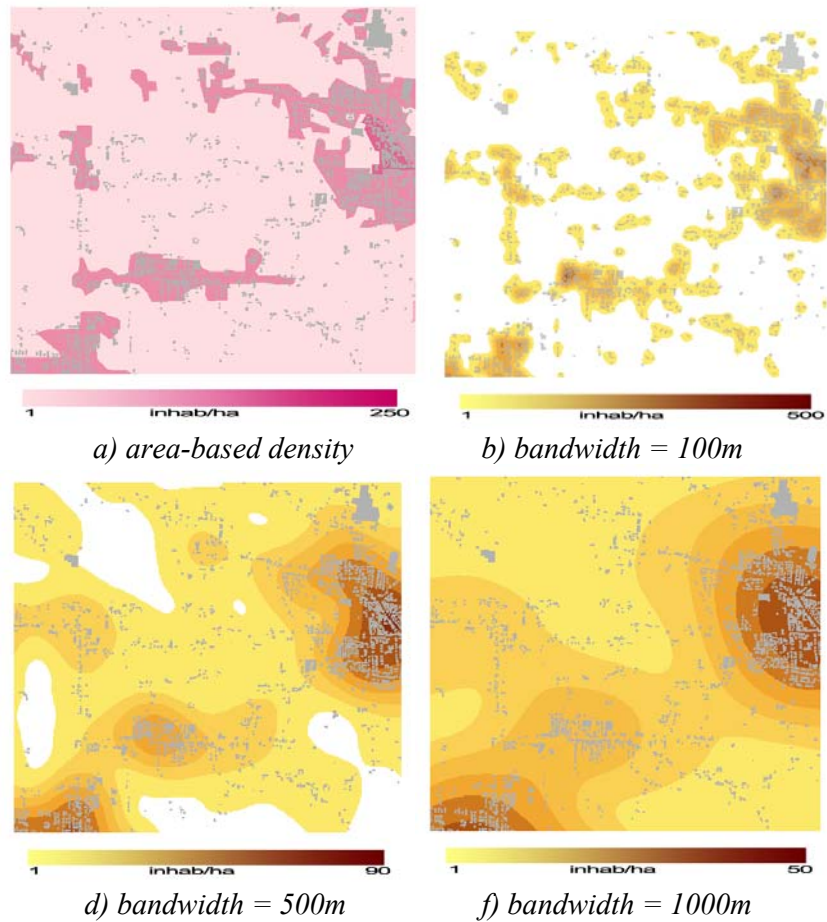 1 inhab/ha 250
1 inhab/ha 500
a) area-based density
b) bandwidth = 100m
1 inhab/ha 90
1 inhab/ha 50
d) bandwidth = 500m
f) bandwidth = 1000m